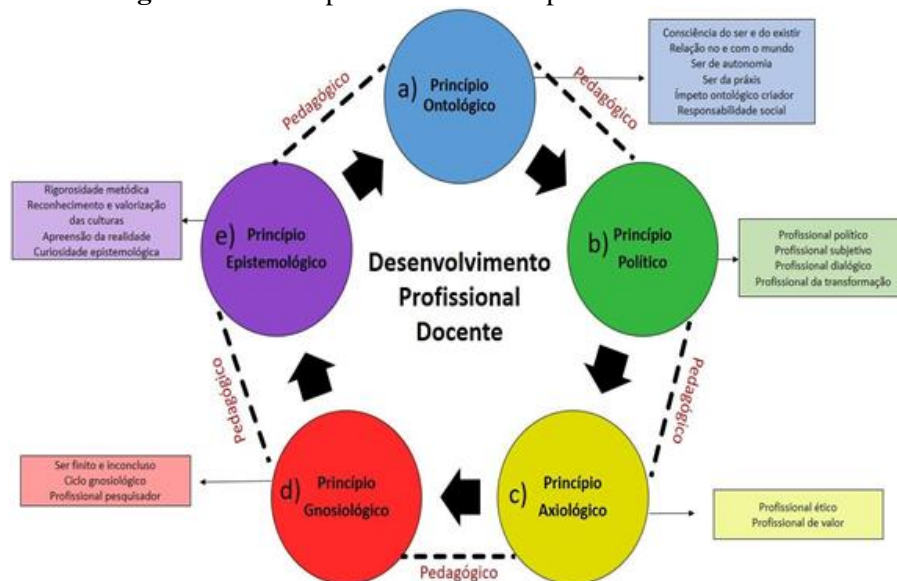 Consciência do ser e do existir
Relação no e com o mundo
Ser de autonomia
Ser da práxis
Ímpeto ontológico criador
Responsabilidade social
a) Princípio
Ontológico
Pedagógico
Pedagógico
Rigorosidade metódica
Reconhecimento e valorização
das culturas
Apreensão da realidade
Curiosidade epistemológica
e) Princípio
Epistemológico
b) Princípio
Político
Profissional político
Profissional subjetivo
Profissional dialógico
Profissional da transformação
Desenvolvimento
Profissional
Docente
Pedagógico
Pedagógico
Ser finito e inconcluso
Ciclo gnosiológico
Profissional pesquisador
d) Princípio
Gnosiológico
c) Princípio
Axiológico
Profissional ético
Profissional de valor
Pedagógico